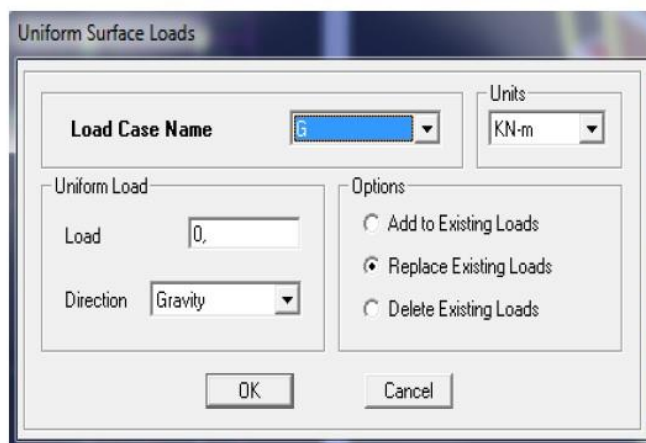 Uniform Surface Loads
Units
Load Case Name G KN-m
Uniform Load
Load 0,
Direction Gravity
Options
Add to Existing Loads
Replace Existing Loads
Delete Existing Loads
OK Cancel